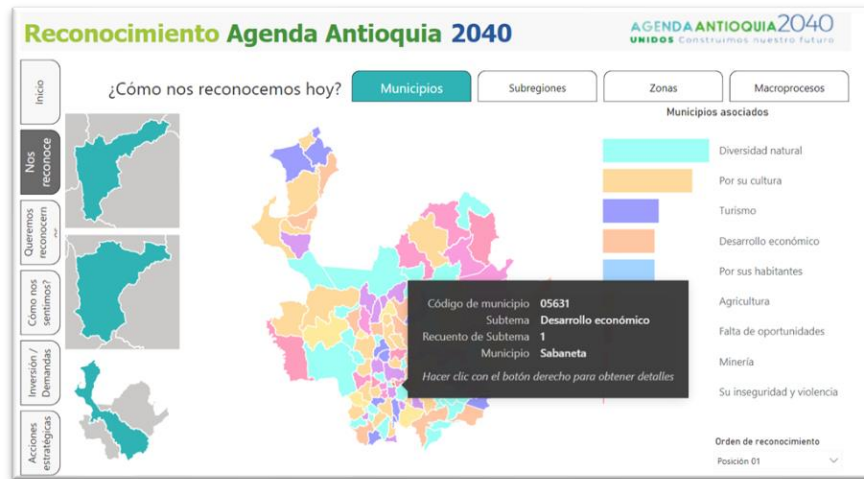 Reconocimiento Agenda Antioquia 2040
AGENDA ANTIOQUIA 2040
UNIDOS Construimos nuestro futuro
Inicio
Nos
reconoce
Queremos
reconocern
Cómo nos
sentimos?
Inversión /
Demandas
Acciones
estratégicas
¿Cómo nos reconocemos hoy?
Municipios
Subregiones
Zonas
Macroprocesos
Municipios asociados
Diversidad natural
Por su cultura
Turismo
Desarrollo económico
Por sus habitantes
Agricultura
Falta de oportunidades
Minería
Su inseguridad y violencia
Código de municipio 05631
Subtema Desarrollo económico
Recuento de Subtema 1
Municipio Sabaneta
Hacer clic con el botón derecho para obtener detalles
Orden de reconocimiento
Posición 01